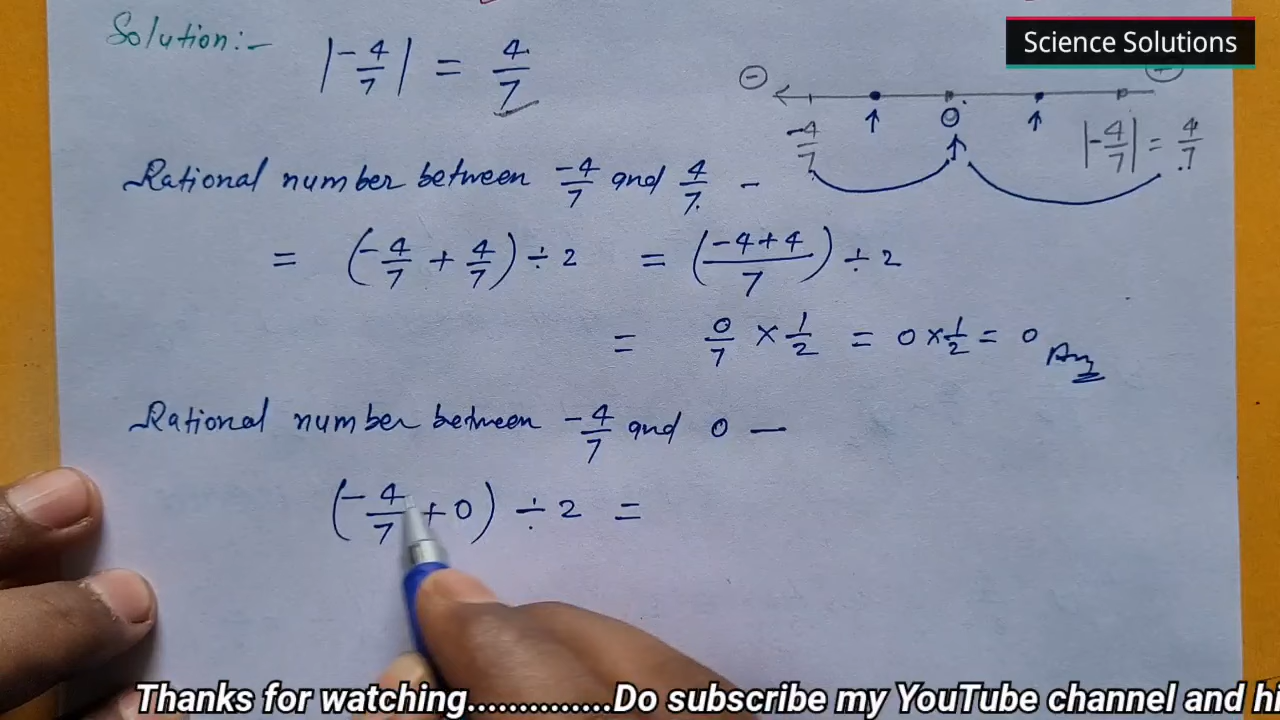 Science Solutions
Solution:-
|-4/7| = 4/7
⊖
-4/7 0 |-4/7| = 4/7
Rational number between -4/7 and 4/7 -
= (-4/7 + 4/7) ÷ 2 = (-4+4/7) ÷ 2
= 0/7 × 1/2 = 0 × 1/2 = 0 Ans
Rational number between -4/7 and 0 —
(-4/7 + 0) ÷ 2 =
Thanks for watching..............Do subscribe my YouTube channel and hi